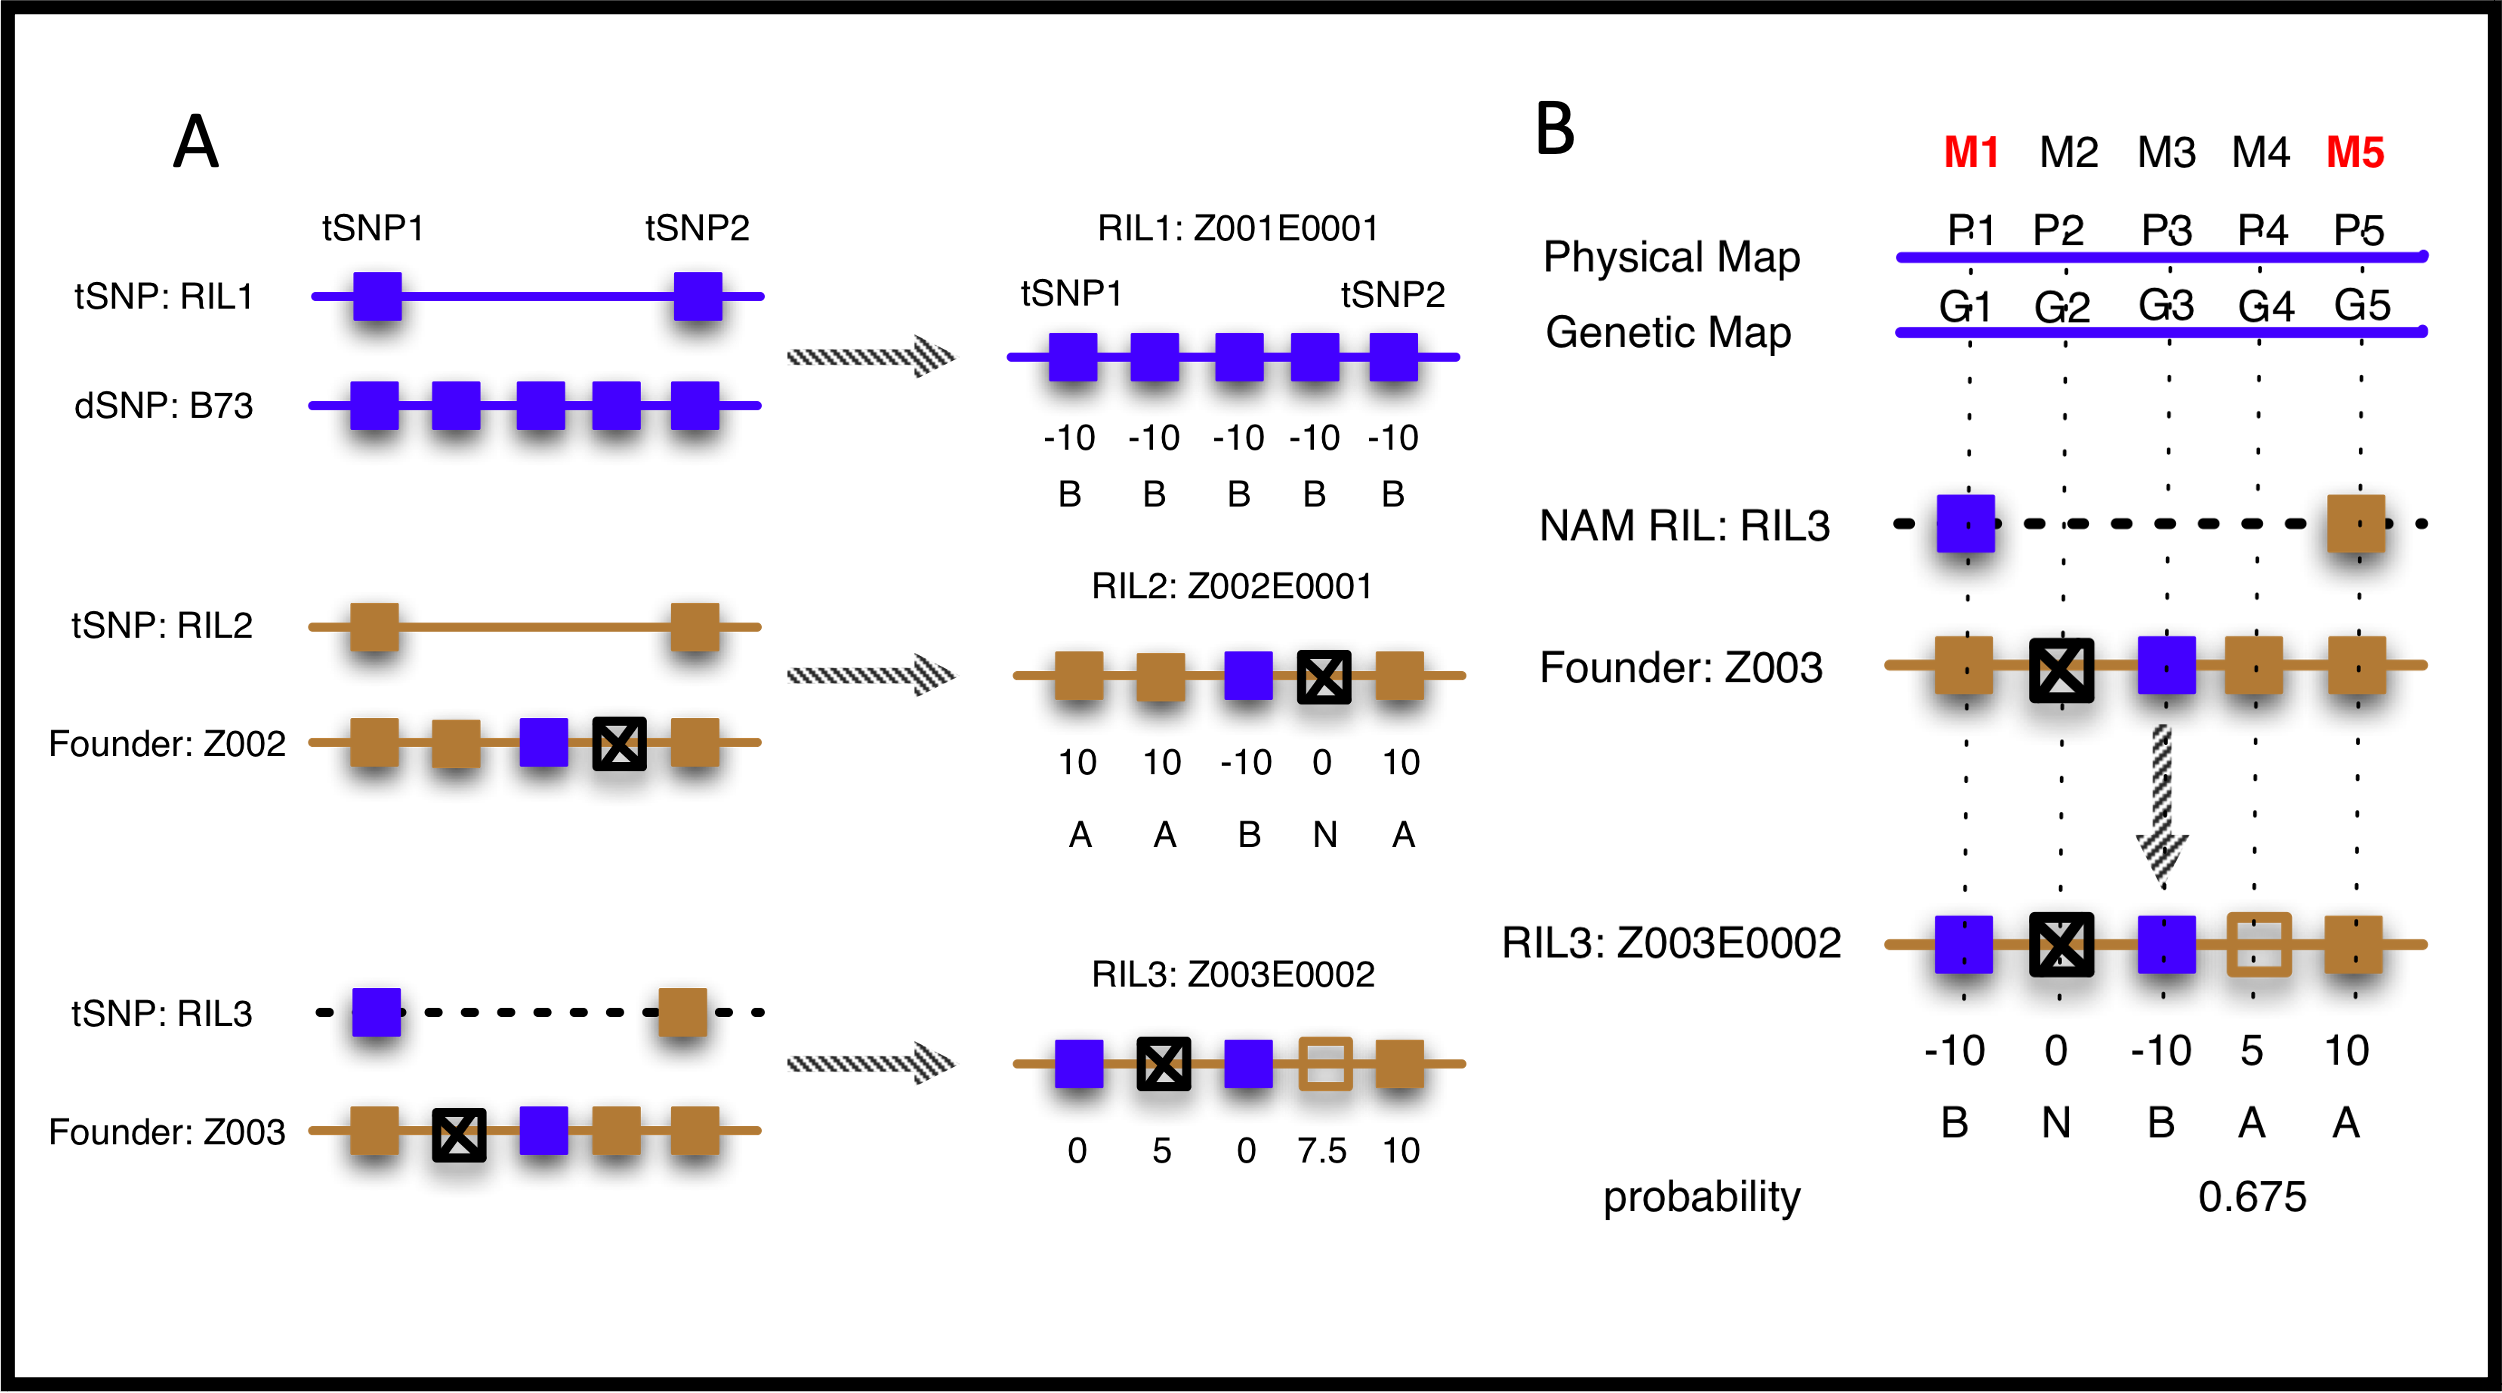 A
tSNP1 tSNP2
tSNP: RIL1
dSNP: B73
RIL1: Z001E0001
tSNP1 tSNP2
-10 -10 -10 -10 -10
B B B B B
tSNP: RIL2
Founder: Z002
RIL2: Z002E0001
10 10 -10 0 10
A A B N A
tSNP: RIL3
Founder: Z003
RIL3: Z003E0002
0 5 0 7.5 10
B
M1 M2 M3 M4 M5
P1 P2 P3 P4 P5
Physical Map
G1 G2 G3 G4 G5
Genetic Map
NAM RIL: RIL3
Founder: Z003
RIL3: Z003E0002
-10 0 -10 5 10
B N B A A
probability 0.675